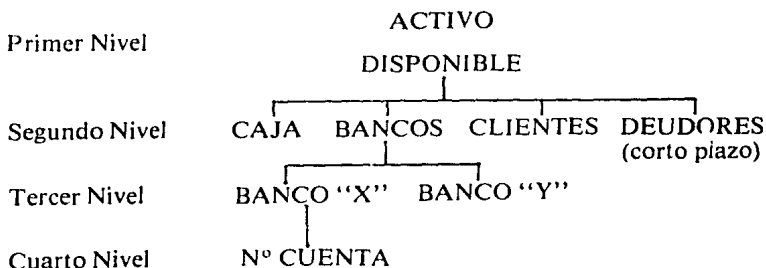 ACTIVO
Primer Nivel
DISPONIBLE
Segundo Nivel CAJA BANCOS CLIENTES DEUDORES
(corto piazo)
Tercer Nivel BANCO “X” BANCO “Y”
Cuarto Nivel Nº CUENTA